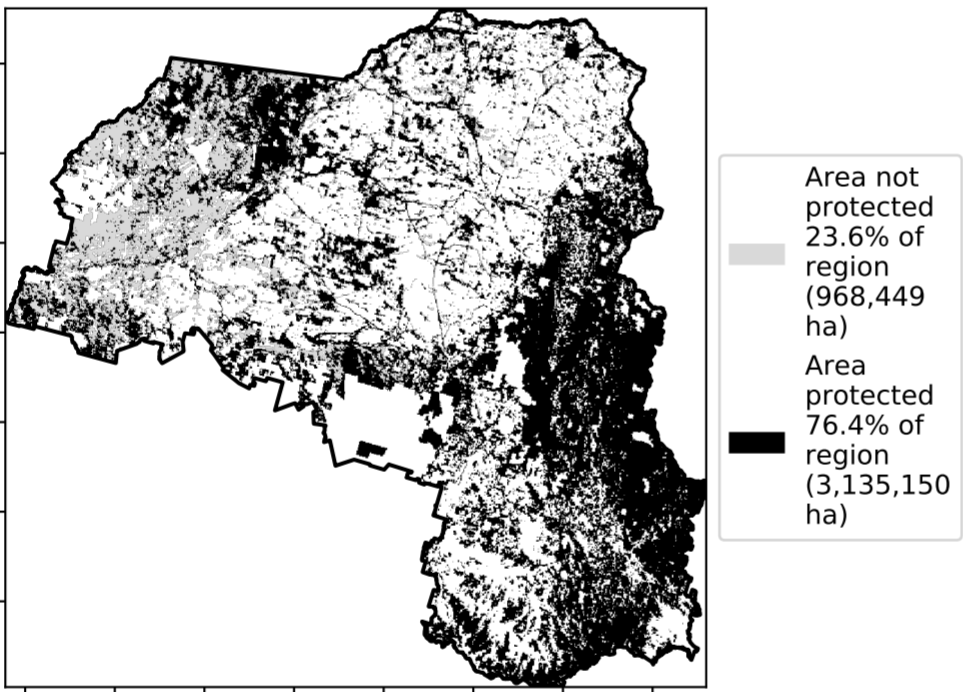 Area not
protected
23.6% of
region
(968,449
ha)
Area
protected
76.4% of
region
(3,135,150
ha)